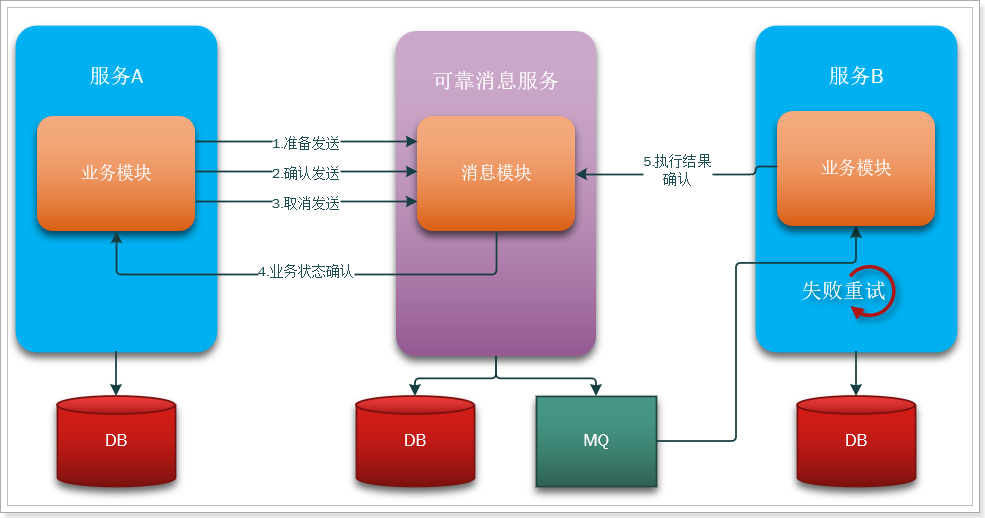 服务A
可靠消息服务
服务B
业务模块
1.准备发送
2.确认发送
3.取消发送
消息模块
5.执行结果
确认
业务模块
4.业务状态确认
失败重试
DB
DB
MQ
DB